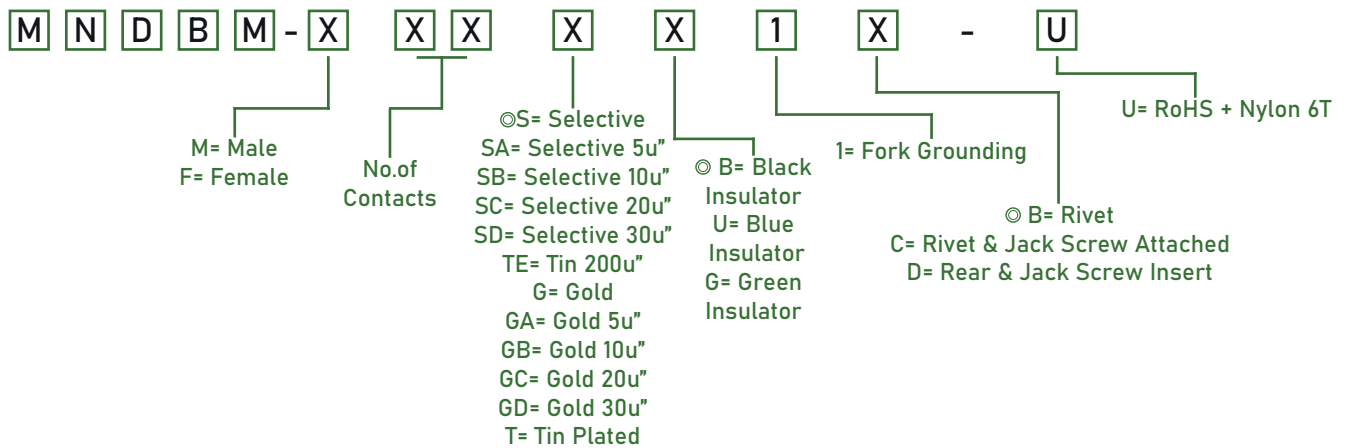 M N D B M - X X X X X 1 X - U
M= Male
F= Female
No.of
Contacts
◎S= Selective
SA= Selective 5u”
SB= Selective 10u”
SC= Selective 20u”
SD= Selective 30u”
TE= Tin 200u”
G= Gold
GA= Gold 5u”
GB= Gold 10u”
GC= Gold 20u”
GD= Gold 30u”
T= Tin Plated
◎ B= Black
Insulator
U= Blue
Insulator
G= Green
Insulator
1= Fork Grounding
◎ B= Rivet
C= Rivet & Jack Screw Attached
D= Rear & Jack Screw Insert
U= RoHS + Nylon 6T